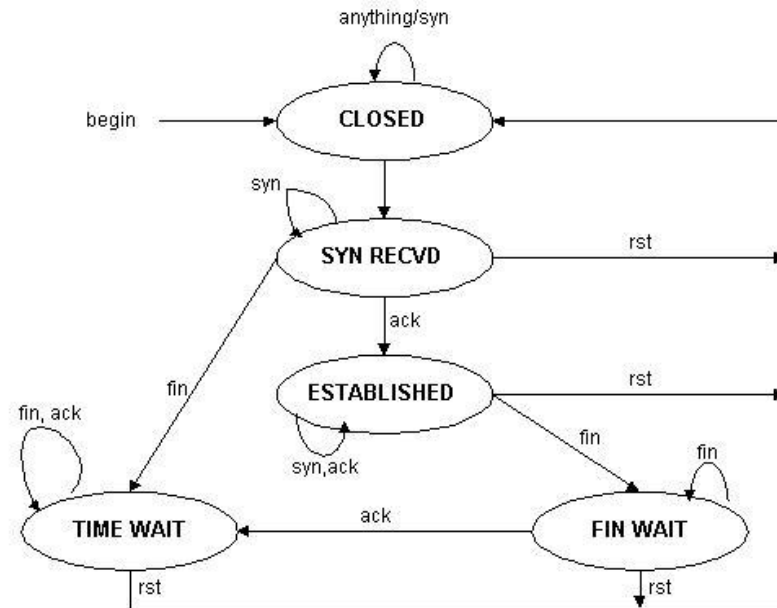 anything/syn
begin
CLOSED
syn
SYN RECVD
rst
ack
ESTABLISHED
rst
fin
fin, ack
syn,ack
fin
fin
TIME WAIT
ack
FIN WAIT
rst
rst